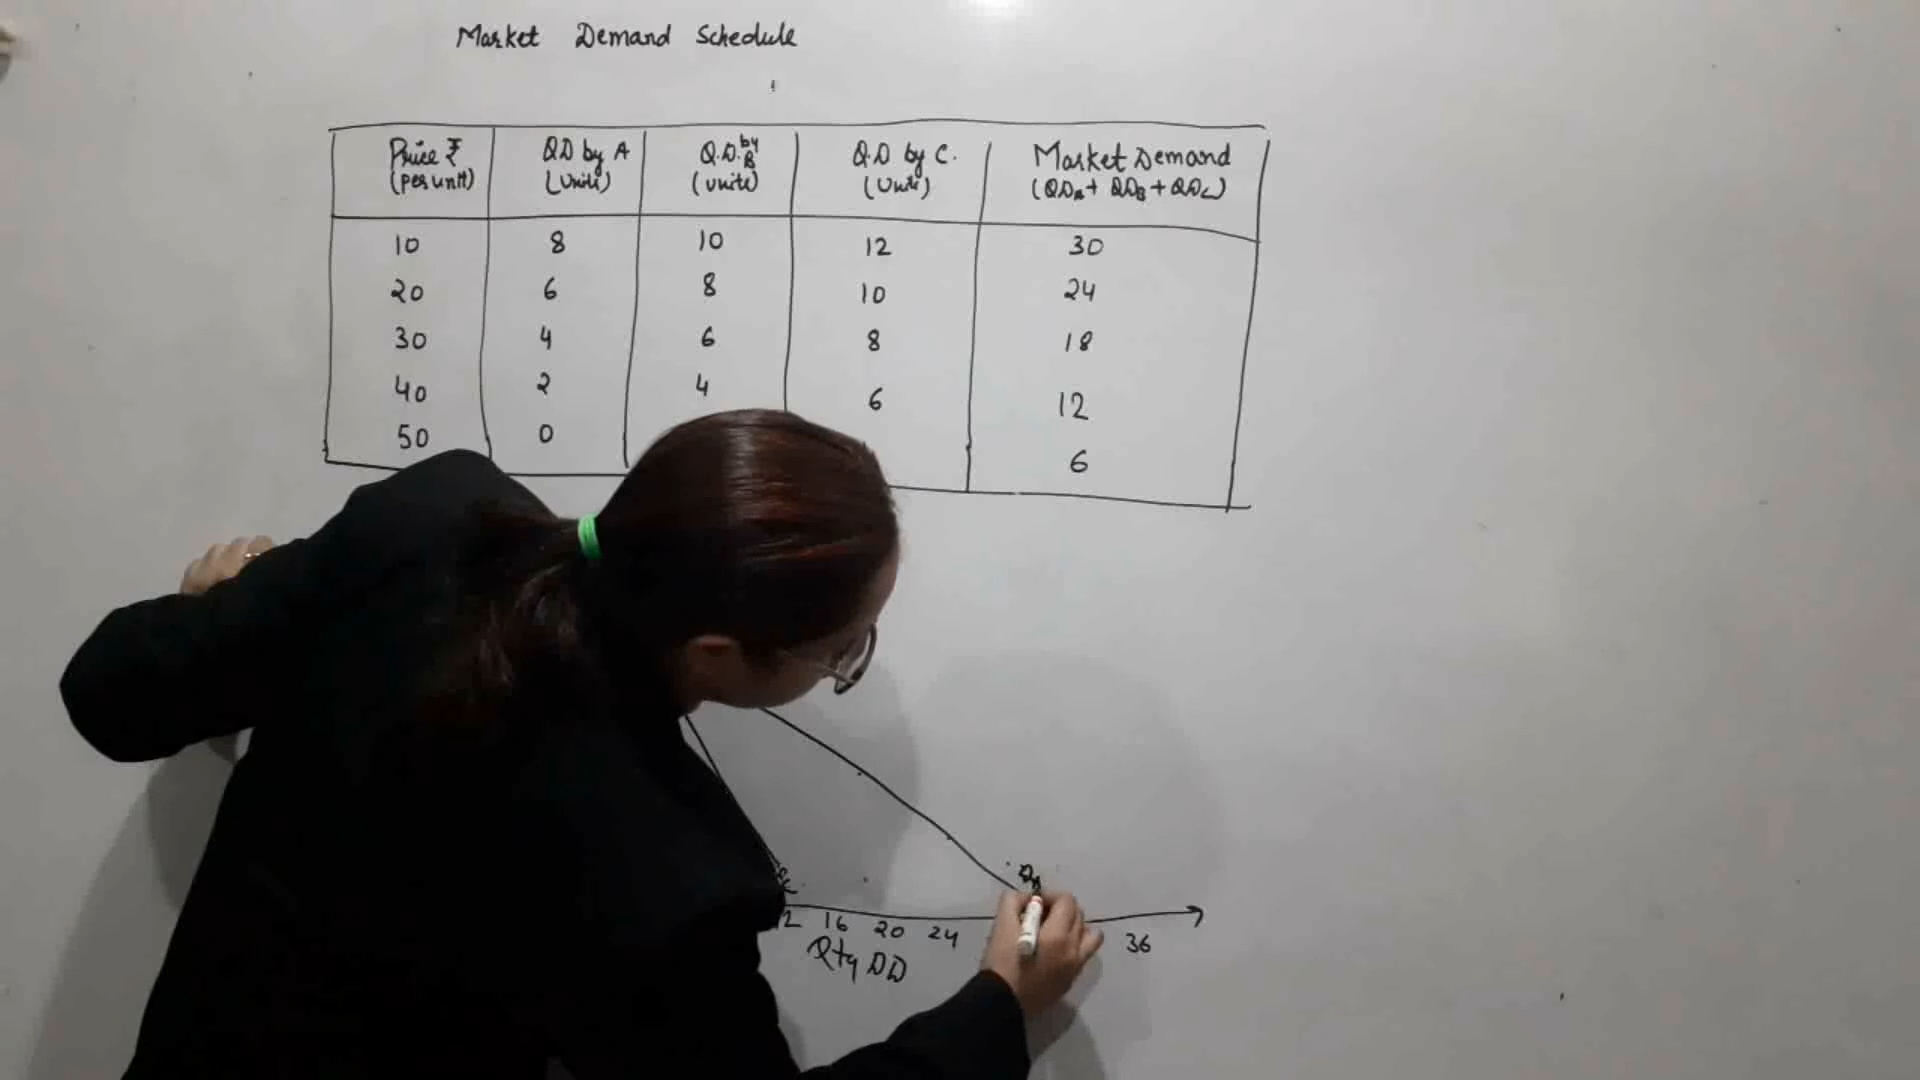 Market Demand Schedule
Price ₹ (per unit) QD by A (Units) Q.D. by B (units) Q.D by C. (Units) Market Demand (QDA + QDB + QDC)
10 8 10 12 30
20 6 8 10 24
30 4 6 8 18
40 2 4 6 12
50 0 6
16 20 24 36
Qty DD